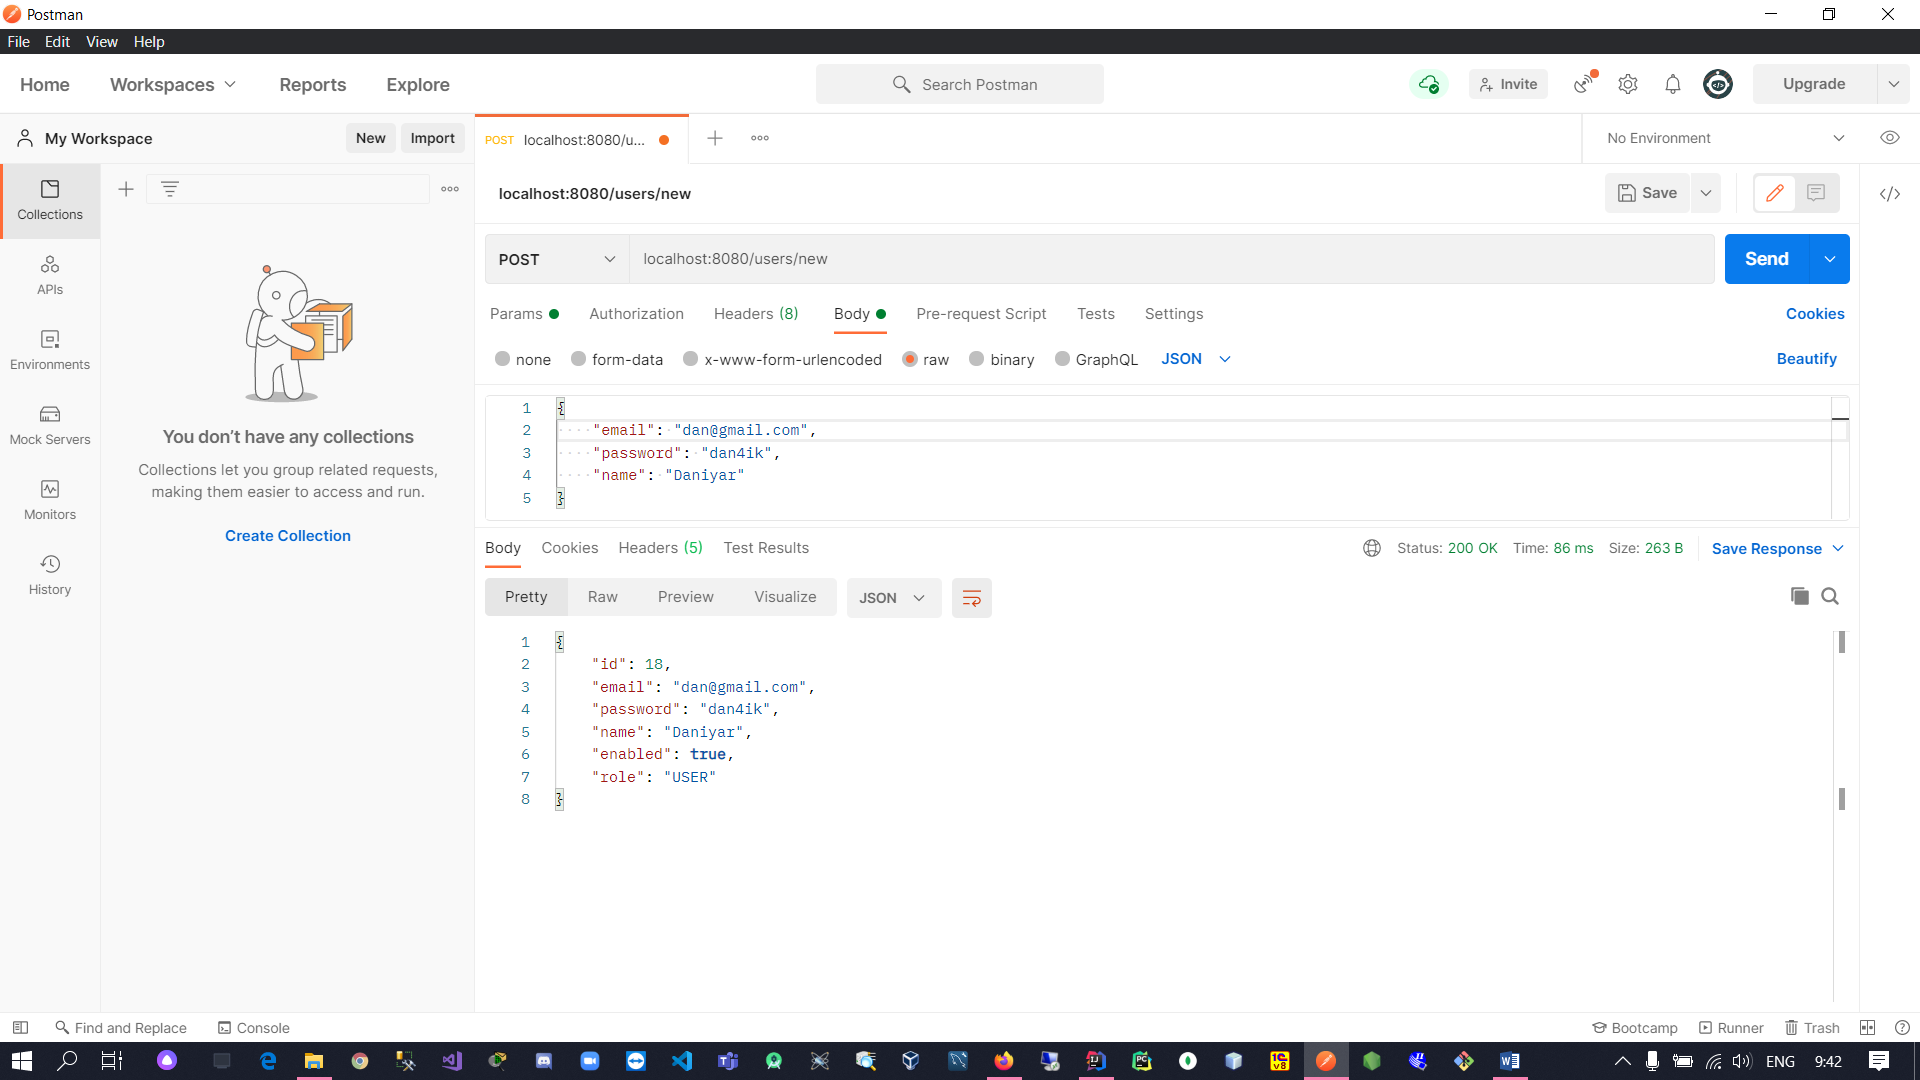 Postman
File Edit View Help
Home Workspaces Reports Explore Search Postman Invite Upgrade
My Workspace New Import POST localhost:8080/u... No Environment
localhost:8080/users/new Save
Collections
APIs
Environments
Mock Servers
Monitors
History
You don’t have any collections
Collections let you group related requests,
making them easier to access and run.
Create Collection
POST localhost:8080/users/new Send
Params Authorization Headers (8) Body Pre-request Script Tests Settings Cookies
none form-data x-www-form-urlencoded raw binary GraphQL JSON Beautify
1 {
2 "email": "dan@gmail.com",
3 "password": "dan4ik",
4 "name": "Daniyar"
5 }
Body Cookies Headers (5) Test Results Status: 200 OK Time: 86 ms Size: 263 B Save Response
Pretty Raw Preview Visualize JSON
1 {
2 "id": 18,
3 "email": "dan@gmail.com",
4 "password": "dan4ik",
5 "name": "Daniyar",
6 "enabled": true,
7 "role": "USER"
8 }
Find and Replace Console Bootcamp Runner Trash
ENG 9:42